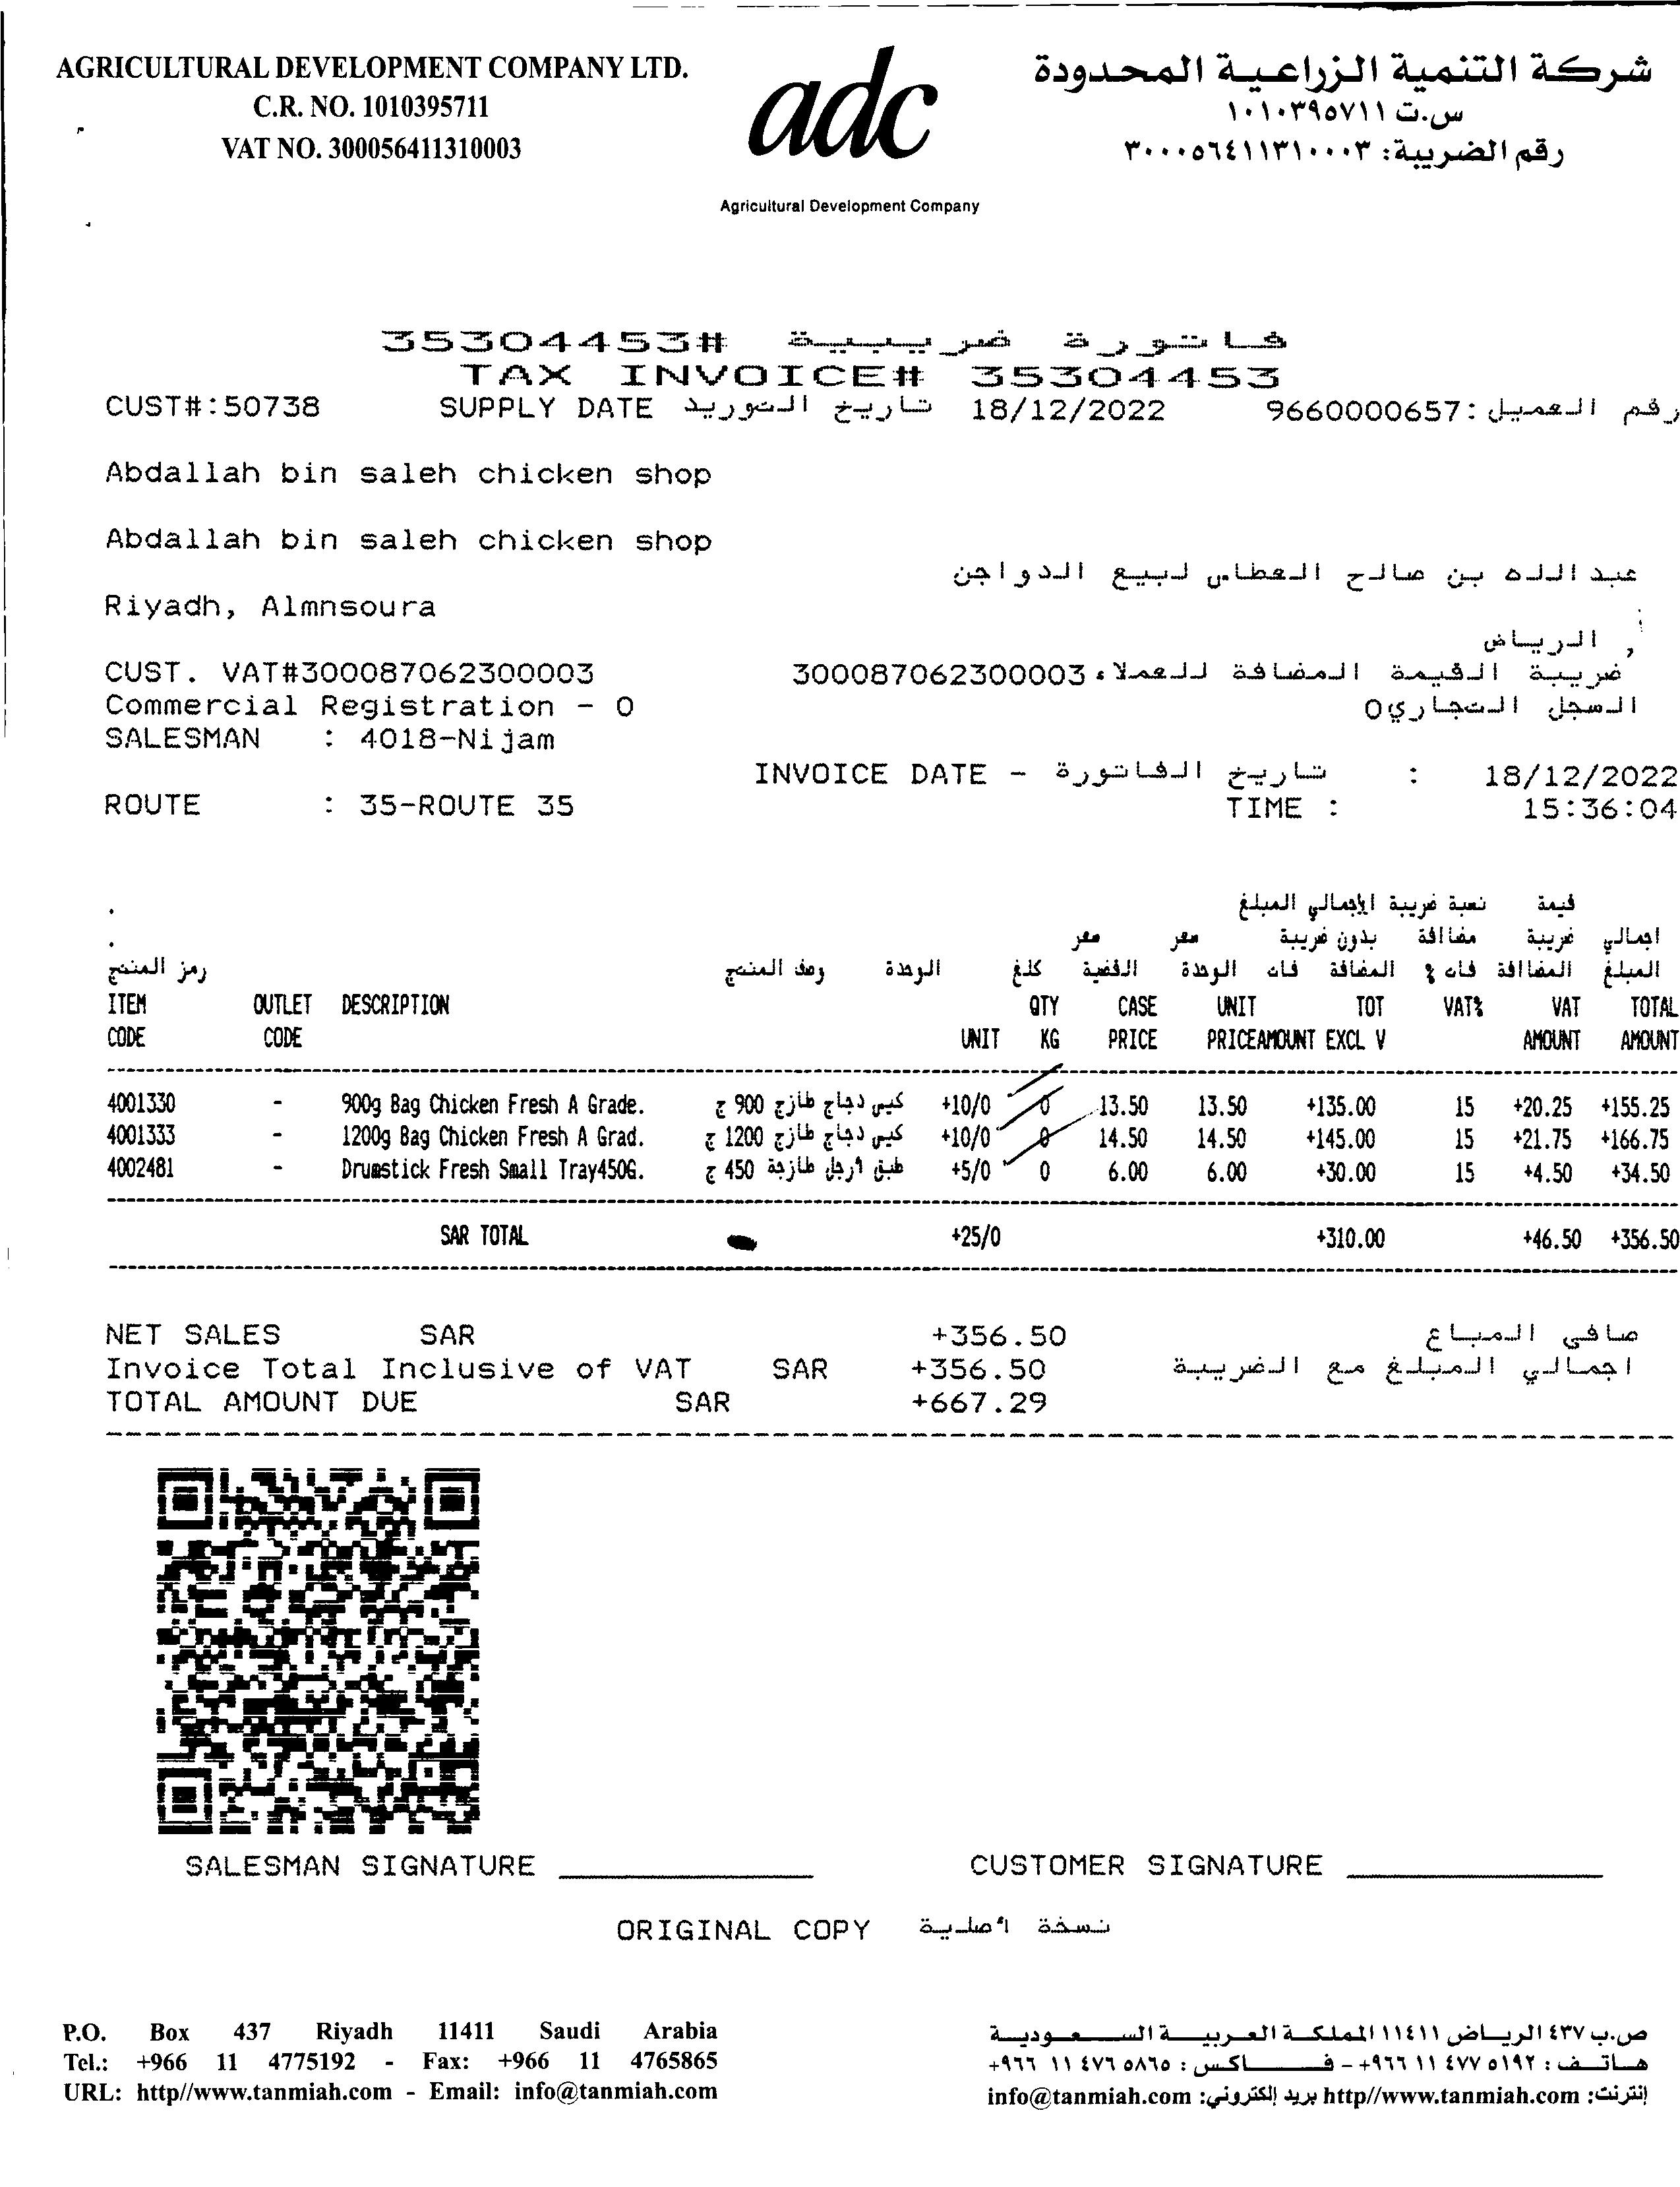 AGRICULTURAL DEVELOPMENT COMPANY LTD.
C.R. NO. 1010395711
VAT NO. 300056411310003
adc
Agricultural Development Company
شركة التنمية الزراعية المحدودة
س.ت ١٠١٠٣٩٥٧١١
رقم الضريبة: ٣٠٠٠٥٦٤١١٣١٠٠٠٣
فاتورة ضريبية #35304453
TAX INVOICE# 35304453
CUST#:50738 SUPPLY DATE تاريخ التوريد 18/12/2022 رقم العميل:9660000657
Abdallah bin saleh chicken shop
Abdallah bin saleh chicken shop
عبدالله بن صالح العطاس لبيع الدواجن
Riyadh, Almnsoura
, الرياض
CUST. VAT#300087062300003 ضريبة القيمة المضافة للعملاء 300087062300003
Commercial Registration - 0 السجل التجاري0
SALESMAN : 4018-Nijam
INVOICE DATE - تاريخ الفاتورة : 18/12/2022
ROUTE : 35-ROUTE 35 TIME : 15:36:04
قيمة نسبة ضريبة الإجمالي المبلغ
اجمالي ضريبة مضاافة بدون ضريبة سعر سعر
المبلغ المضاافة فات % المضافة فات الوحدة القضية كلغ الوحدة وصف المنتج رمز المنتج
ITEM OUTLET DESCRIPTION QTY CASE UNIT TOT VAT% VAT TOTAL
CODE CODE UNIT KG PRICE PRICEAMOUNT EXCL V AMOUNT AMOUNT
4001330 - 900g Bag Chicken Fresh A Grade. كيس دجاج طازج 900 ج +10/0 0 13.50 13.50 +135.00 15 +20.25 +155.25
4001333 - 1200g Bag Chicken Fresh A Grad. كيس دجاج طازج 1200 ج +10/0 0 14.50 14.50 +145.00 15 +21.75 +166.75
4002481 - Drumstick Fresh Small Tray450G. طبق أرجل طازجة 450 ج +5/0 0 6.00 6.00 +30.00 15 +4.50 +34.50
SAR TOTAL +25/0 +310.00 +46.50 +356.50
NET SALES SAR +356.50 صافي المباع
Invoice Total Inclusive of VAT SAR +356.50 اجمالي المبلغ مع الضريبة
TOTAL AMOUNT DUE SAR +667.29
SALESMAN SIGNATURE CUSTOMER SIGNATURE
ORIGINAL COPY نسخة أصلية
P.O. Box 437 Riyadh 11411 Saudi Arabia
Tel.: +966 11 4775192 - Fax: +966 11 4765865
URL: http//www.tanmiah.com - Email: info@tanmiah.com
ص.ب ٤٣٧ الرياض ١١٤١١ المملكة العربية السعودية
هاتف : ٥١٩٢ ٤٧٧ ١١ ٩٦٦+ - فاكس : ٥٨٦٥ ٤٧٦ ١١ ٩٦٦+
إنترنت: http//www.tanmiah.com بريد إلكتروني: info@tanmiah.com